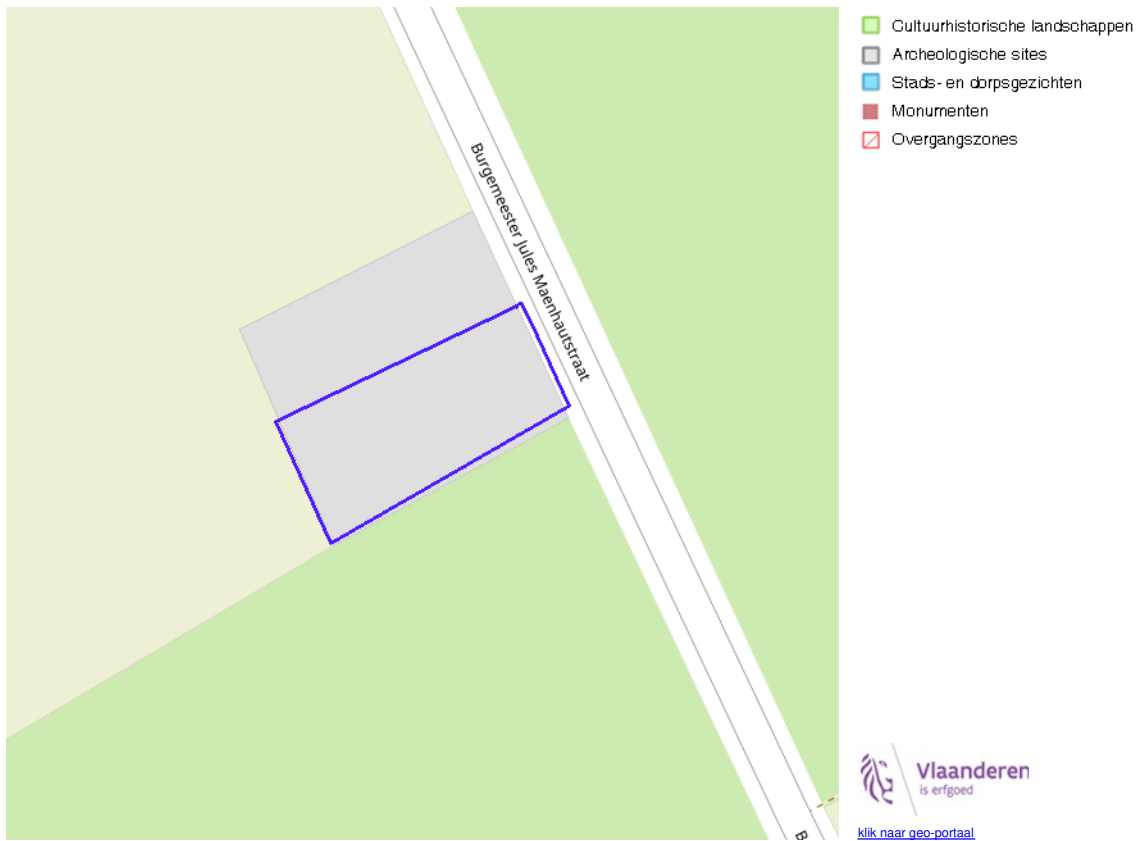 Cultuurhistorische landschappen
Archeologische sites
Stads- en dorpsgezichten
Monumenten
Overgangszones
Burgemeester Jules Maenhautstraat
B
Vlaanderen
is erfgoed
klik naar geo-portaal